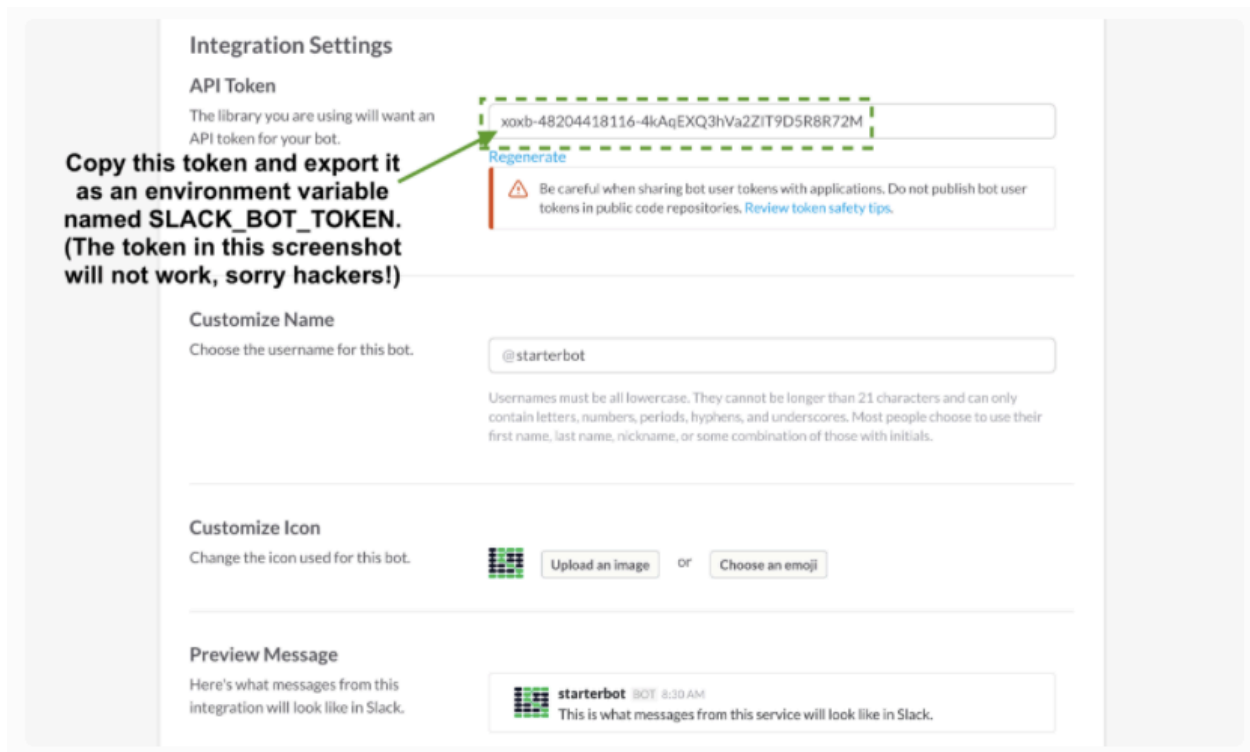 Integration Settings
API Token
The library you are using will want an
API token for your bot.
xoxb-48204418116-4kAqEXQ3hVa2ZIT9D5R8R72M
Regenerate
Be careful when sharing bot user tokens with applications. Do not publish bot user
tokens in public code repositories. Review token safety tips.
Copy this token and export it
as an environment variable
named SLACK_BOT_TOKEN.
(The token in this screenshot
will not work, sorry hackers!)
Customize Name
Choose the username for this bot.
@starterbot
Usernames must be all lowercase. They cannot be longer than 21 characters and can only
contain letters, numbers, periods, hyphens, and underscores. Most people choose to use their
first name, last name, nickname, or some combination of those with initials.
Customize Icon
Change the icon used for this bot.
Upload an image or Choose an emoji
Preview Message
Here's what messages from this
integration will look like in Slack.
starterbot BOT 8:30 AM
This is what messages from this service will look like in Slack.